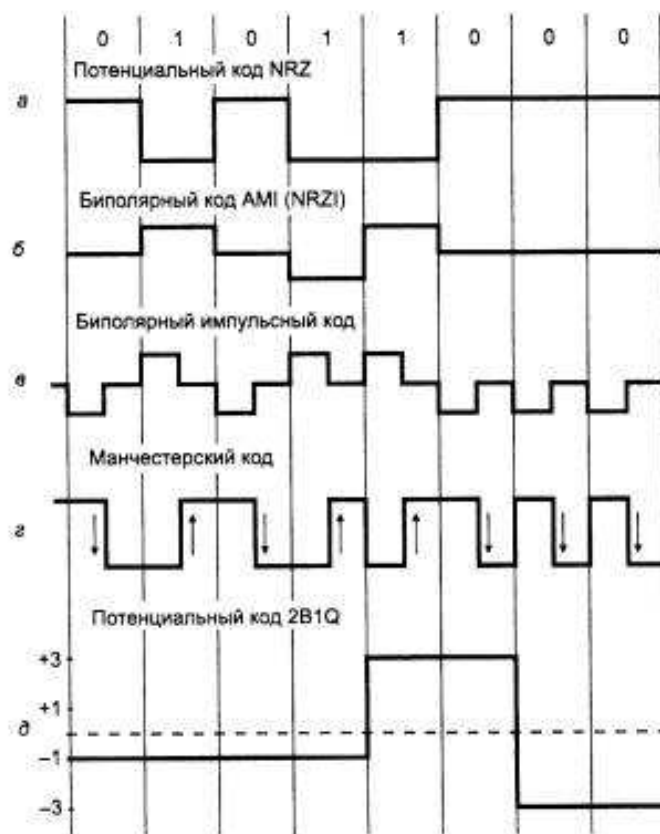 0 1 0 1 1 0 0 0
Потенциальный код NRZ
а
Биполярный код AMI (NRZI)
б
Биполярный импульсный код
в
Манчестерский код
г
Потенциальный код 2B1Q
+3
+1
д
−1
−3